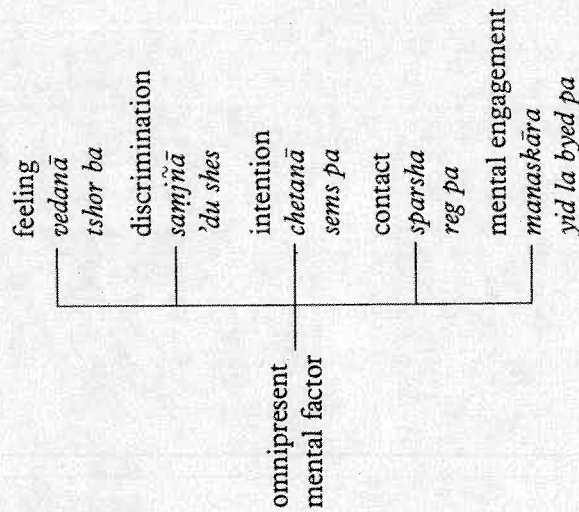 omnipresent
mental factor
feeling
vedanā
tshor ba
discrimination
saṃjñā
'du shes
intention
chetanā
sems pa
contact
sparsha
reg pa
mental engagement
manaskāra
yid la byed pa